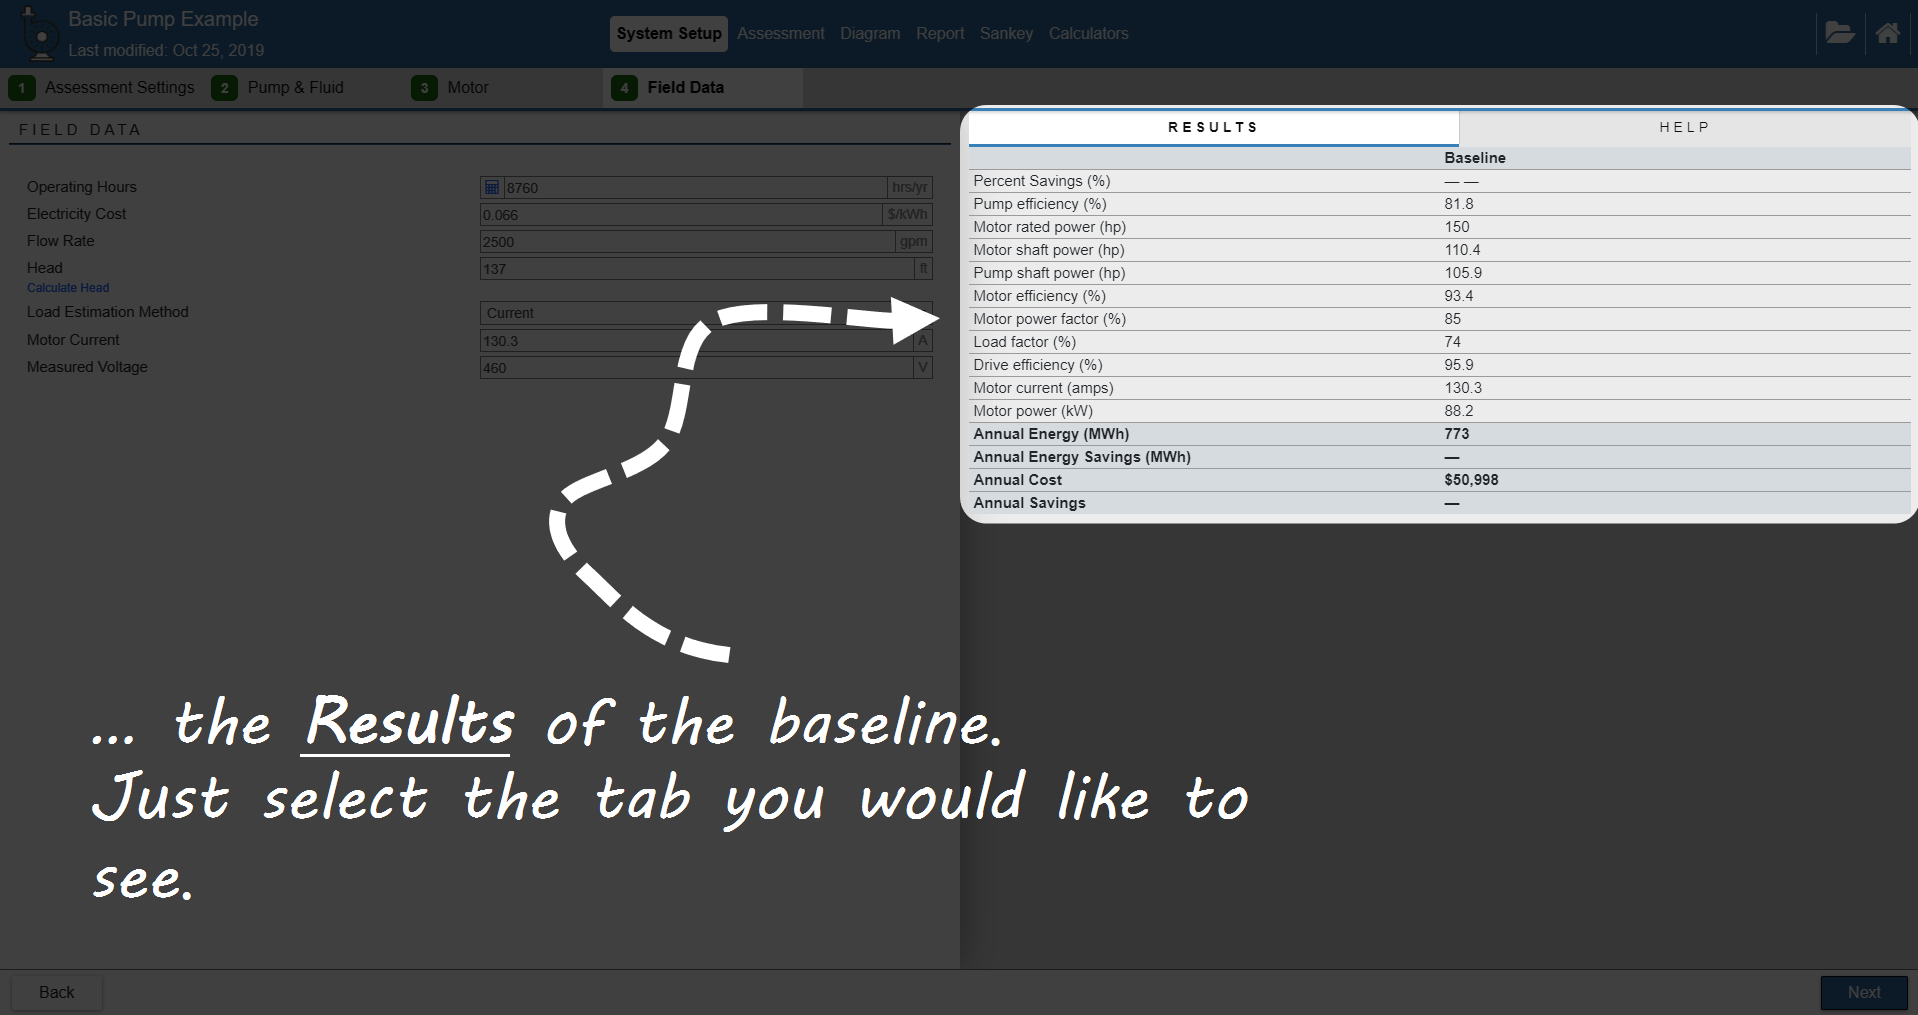 Basic Pump Example
Last modified: Oct 25, 2019
System Setup Assessment Diagram Report Sankey Calculators
1 Assessment Settings 2 Pump & Fluid 3 Motor 4 Field Data
FIELD DATA
Operating Hours 8760 hrs/yr
Electricity Cost 0.066 $/kWh
Flow Rate 2500 gpm
Head 137 ft
Calculate Head
Load Estimation Method Current
Motor Current 130.3 A
Measured Voltage 460 V
RESULTS HELP
Baseline
Percent Savings (%) — —
Pump efficiency (%) 81.8
Motor rated power (hp) 150
Motor shaft power (hp) 110.4
Pump shaft power (hp) 105.9
Motor efficiency (%) 93.4
Motor power factor (%) 85
Load factor (%) 74
Drive efficiency (%) 95.9
Motor current (amps) 130.3
Motor power (kW) 88.2
Annual Energy (MWh) 773
Annual Energy Savings (MWh) —
Annual Cost $50,998
Annual Savings —
... the Results of the baseline.
Just select the tab you would like to
see.
Back Next